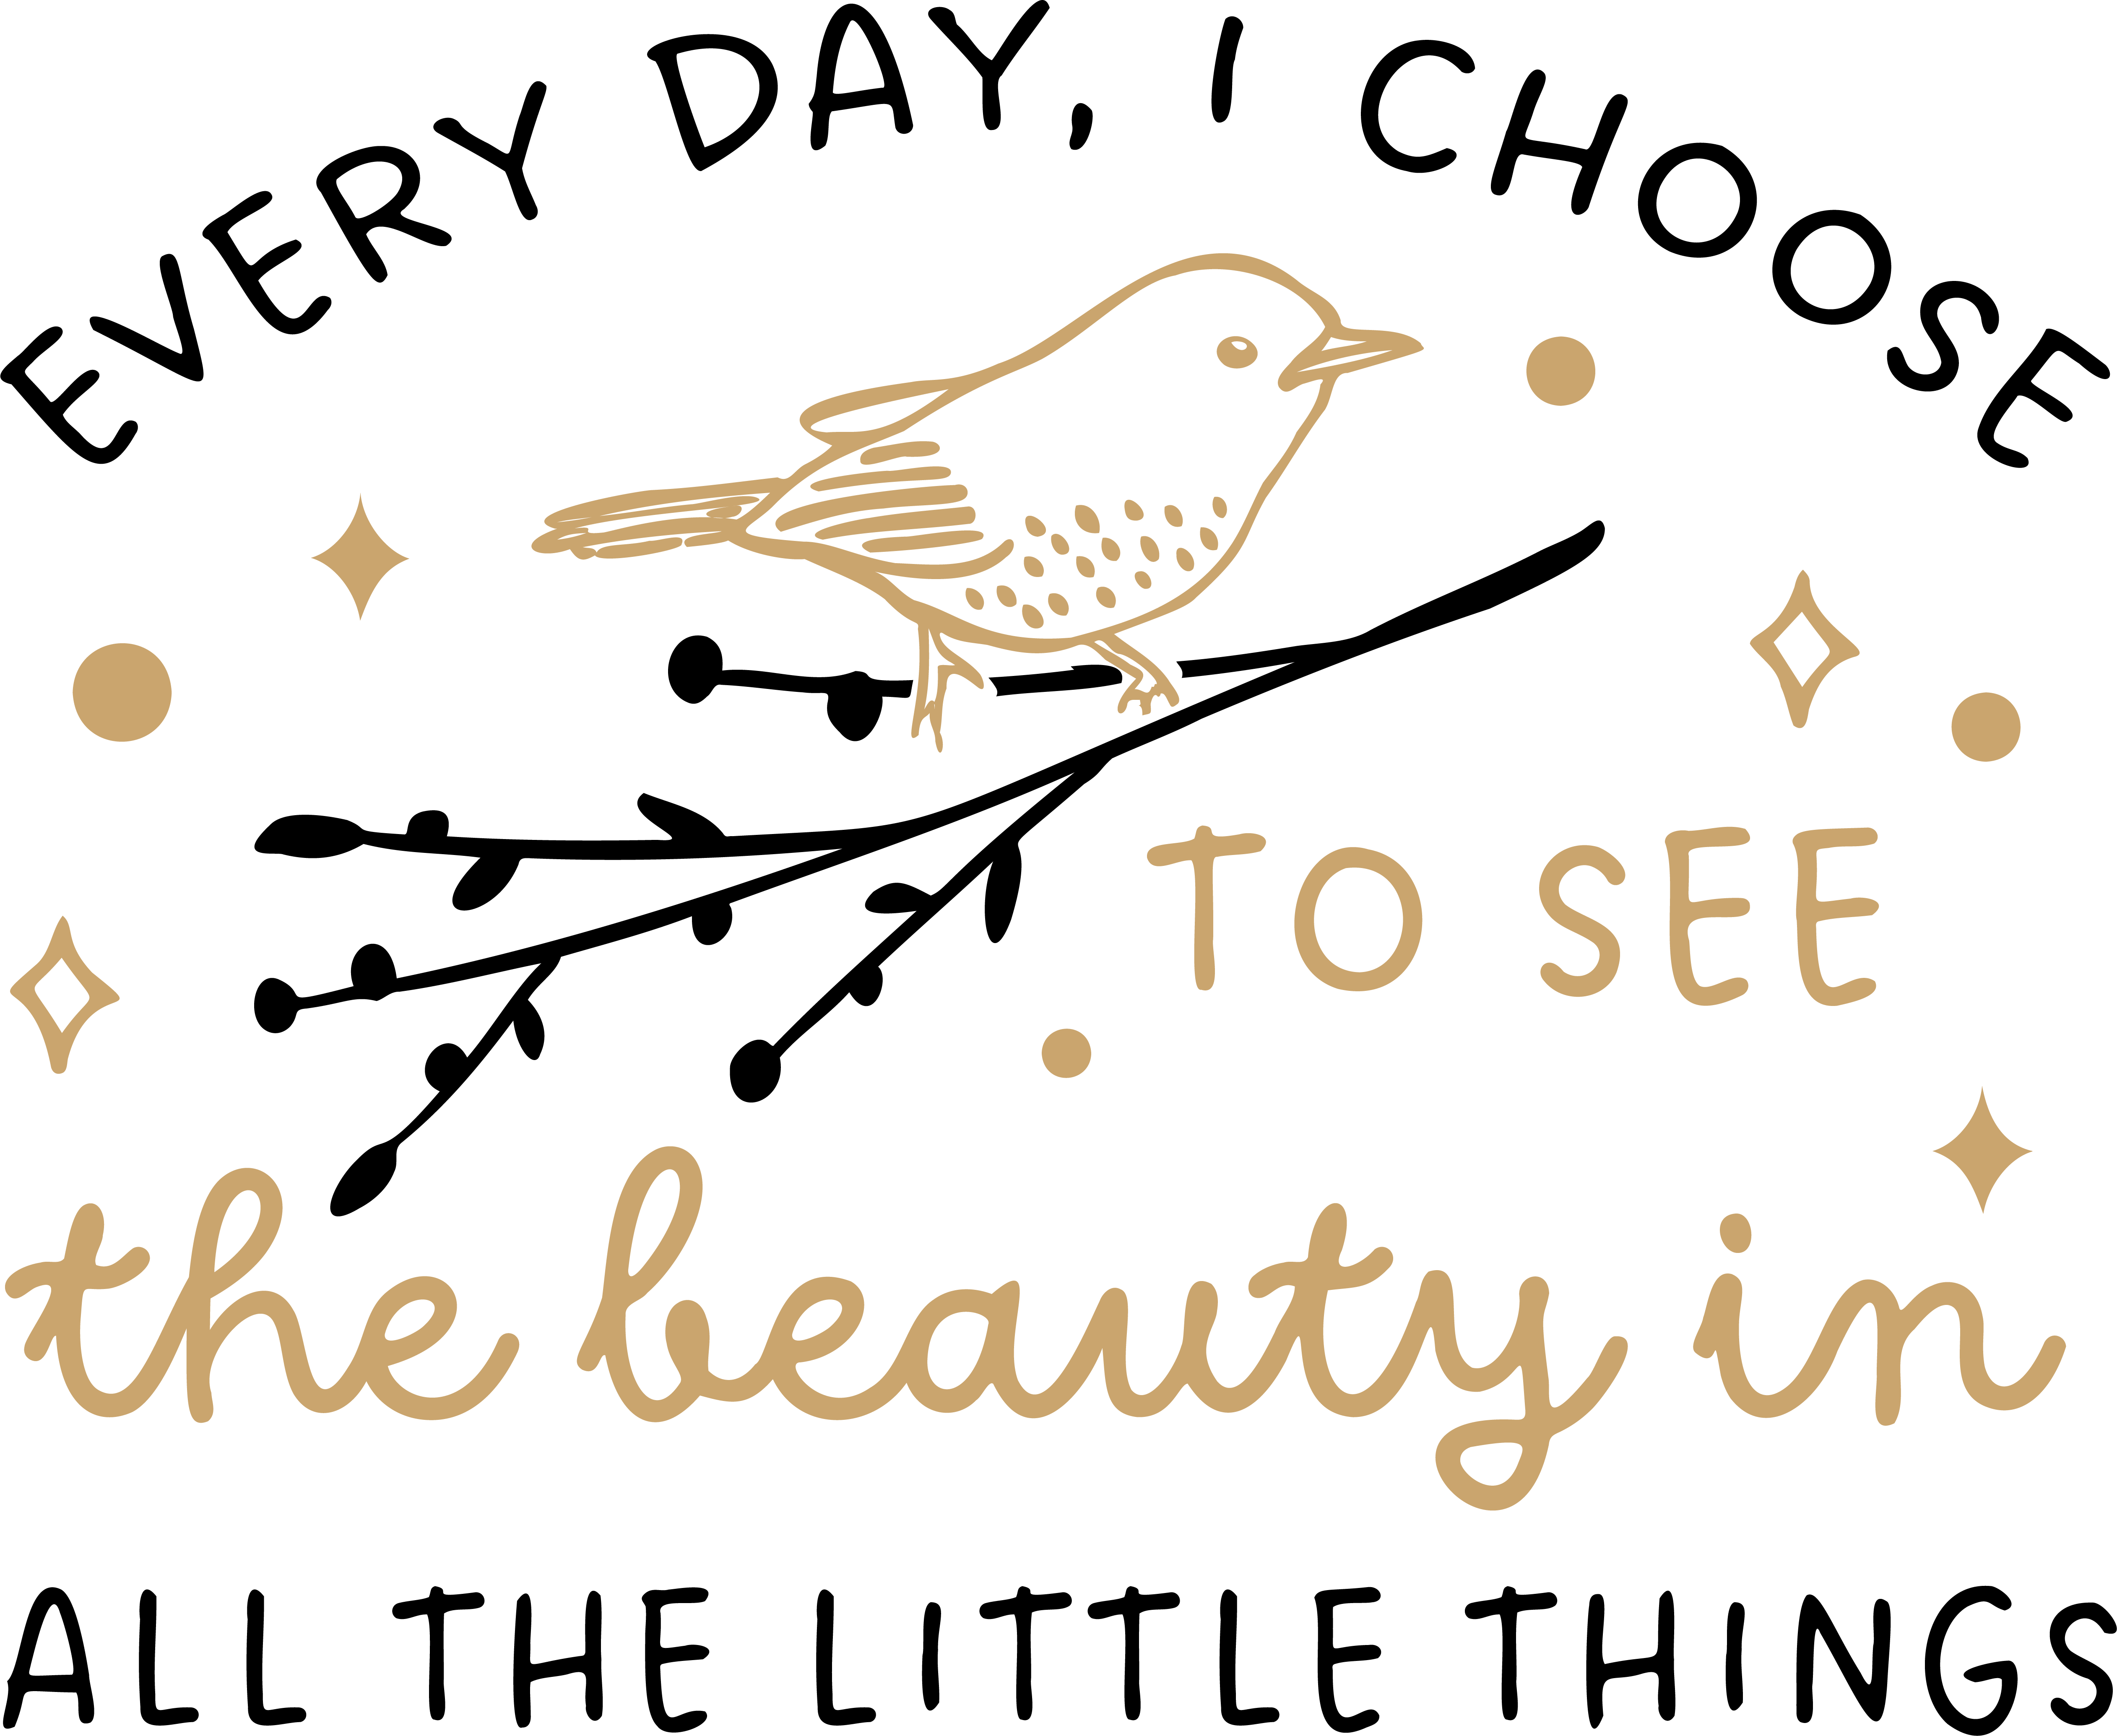 EVERY DAY, I CHOOSE
TO SEE
the beauty in
ALL THE LITTLE THINGS